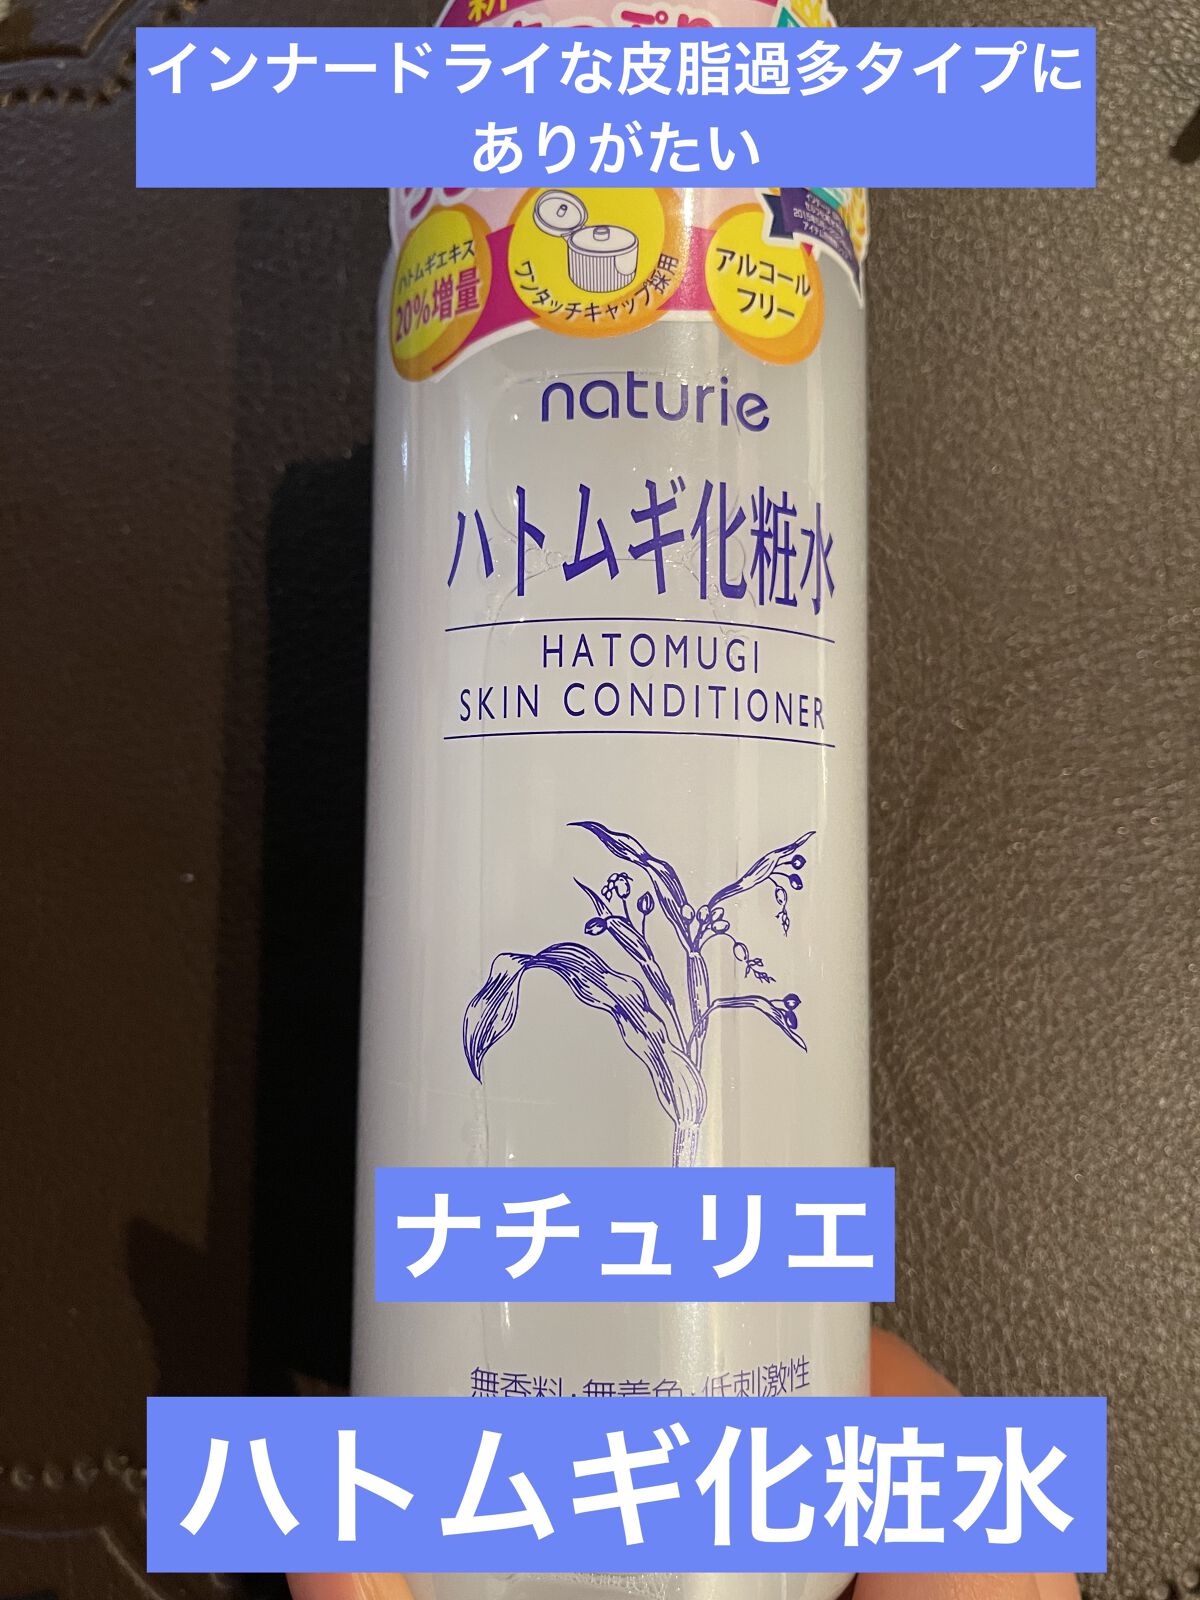 新
インナードライな皮脂過多タイプに
ありがたい
ハトムギエキス
20%増量
ワンタッチキャップ採用
アルコール
フリー
naturie
ハトムギ化粧水
HATOMUGI
SKIN CONDITIONER
ナチュリエ
無香料・無着色・低刺激性
ハトムギ化粧水